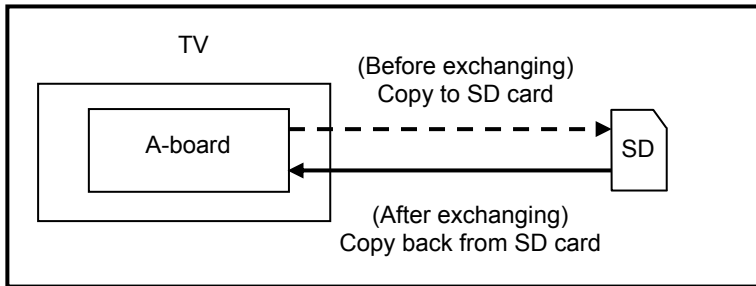 TV
(Before exchanging)
Copy to SD card
A-board
SD
(After exchanging)
Copy back from SD card